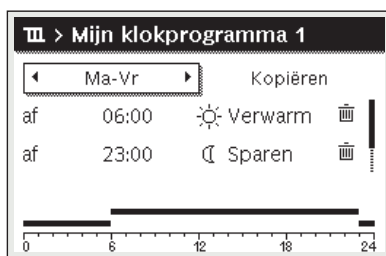 > Mijn klokprogramma 1
Ma-Vr Kopiëren
af 06:00 Verwarm
af 23:00 Sparen
0 6 12 18 24